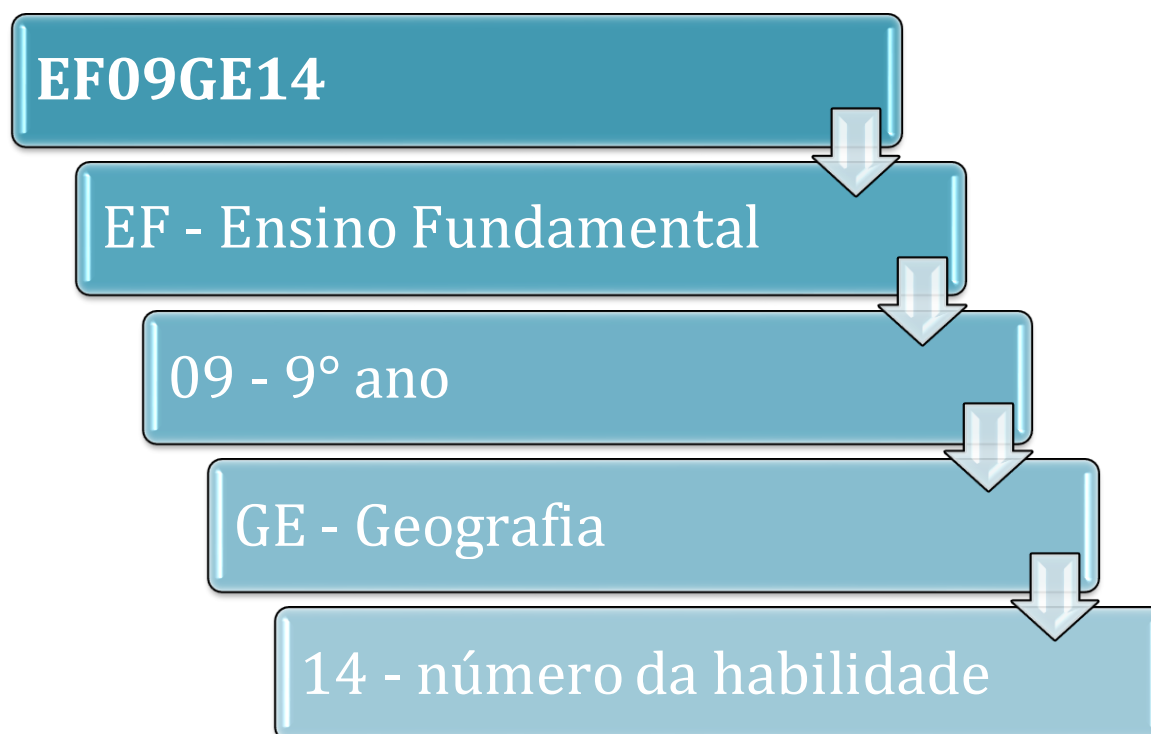 EF09GE14
EF - Ensino Fundamental
09 - 9° ano
GE - Geografia
14 - número da habilidade